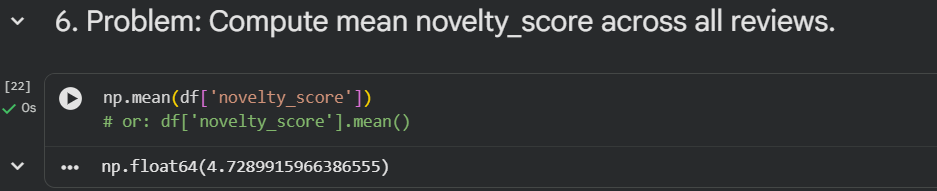 6. Problem: Compute mean novelty_score across all reviews.
[22]
0s
np.mean(df['novelty_score'])
# or: df['novelty_score'].mean()
np.float64(4.7289915966386555)